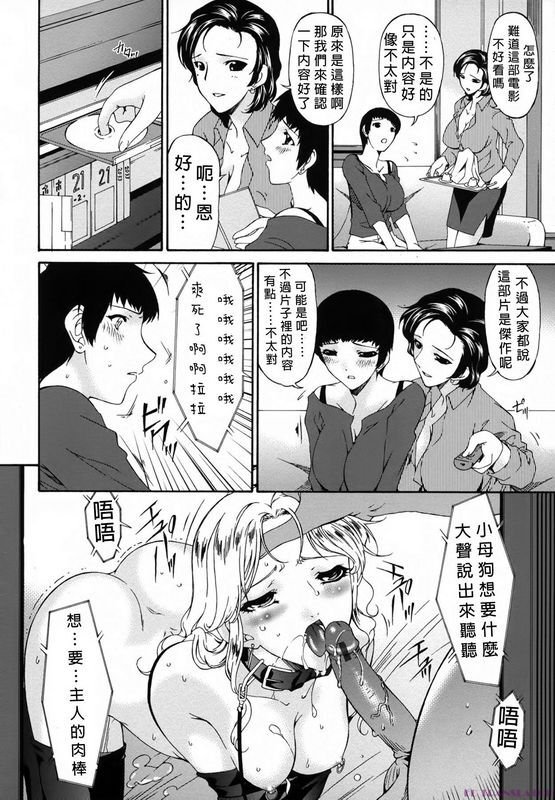 怎麼了
難道這部電影
不好看嗎
……不是的
只是内容好
像不太對
原來是這樣啊
那我們來確認
一下内容好了
呃…恩
好…的…
21
21
不過大家都說
這部片是傑作呢
可能是吧……
不過片子裡的内容
有點……不太對
哦哦哦哦哦哦
爽死了啊啊拉拉
小母狗想要什麼
大聲說出來聽聽
唔唔
唔唔
想…要…主人的肉棒